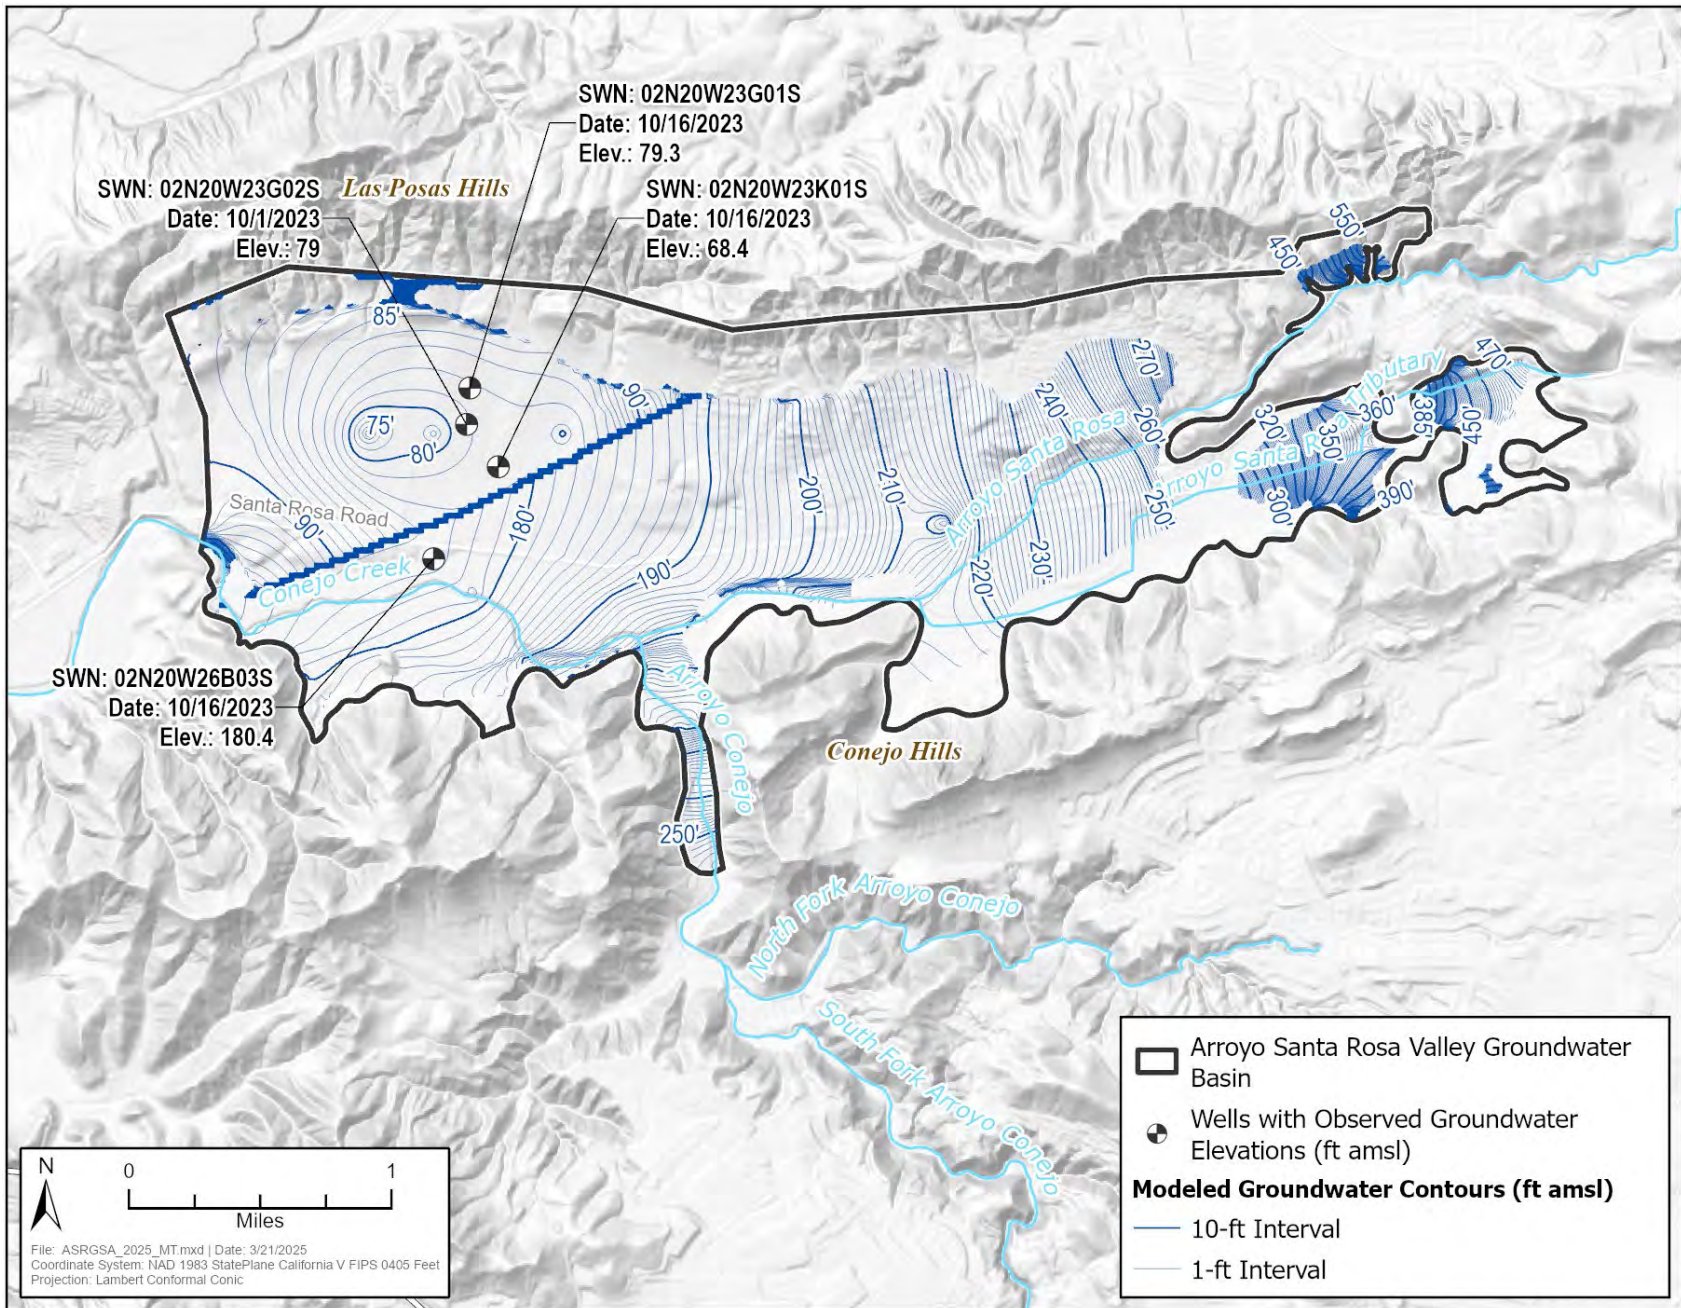 SWN: 02N20W23G01S
Date: 10/16/2023
Elev.: 79.3
SWN: 02N20W23G02S
Date: 10/1/2023
Elev.: 79
Las Posas Hills
SWN: 02N20W23K01S
Date: 10/16/2023
Elev.: 68.4
550'
450'
85'
90'
75'
80'
270'
240'
260'
250'
470'
360'
320'
350'
385'
450'
300'
390'
Arroyo Santa Rosa
Arroyo Santa Rosa Tributary
200'
210'
180'
190'
230'
220'
Santa Rosa Road
90'
Conejo Creek
SWN: 02N20W26B03S
Date: 10/16/2023
Elev.: 180.4
Arroyo Conejo
Conejo Hills
250'
North Fork Arroyo Conejo
South Fork Arroyo Conejo
Arroyo Santa Rosa Valley Groundwater
Basin
Wells with Observed Groundwater
Elevations (ft amsl)
Modeled Groundwater Contours (ft amsl)
10-ft Interval
1-ft Interval
N
0 1
Miles
File: ASRGSA_2025_MT.mxd | Date: 3/21/2025
Coordinate System: NAD 1983 StatePlane California V FIPS 0405 Feet
Projection: Lambert Conformal Conic